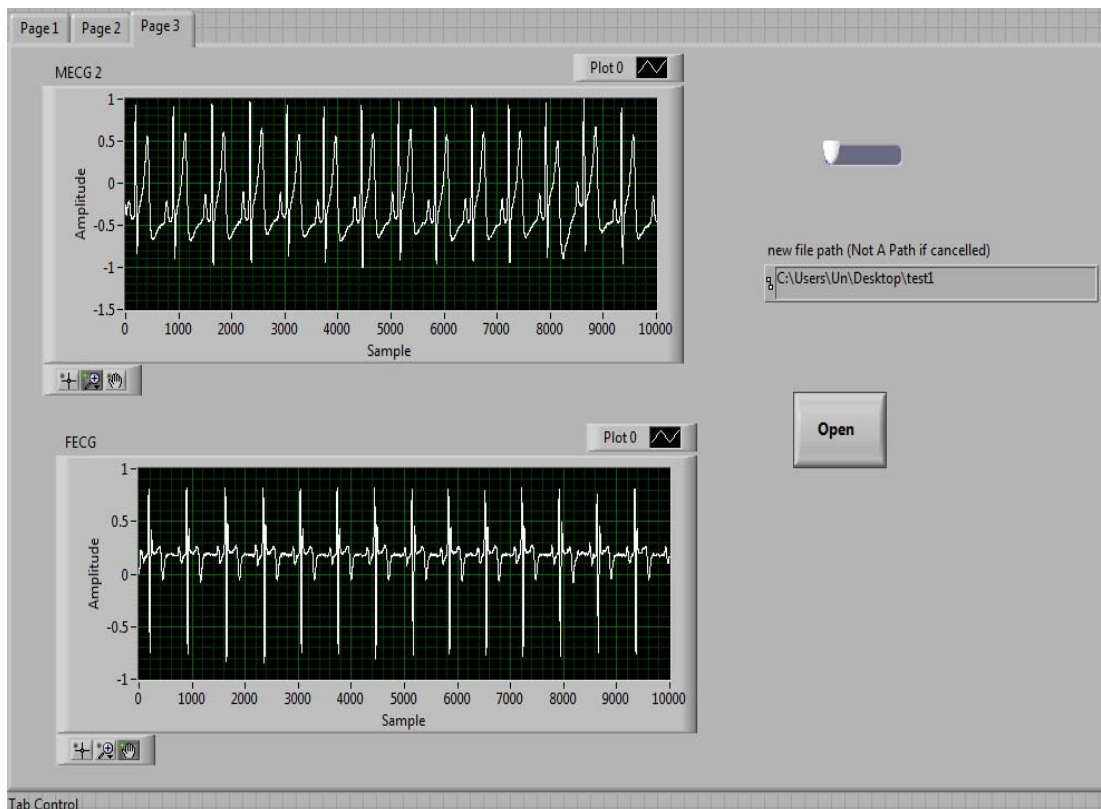 Page 1 Page 2 Page 3
MECG 2
Plot 0
Amplitude
1
0.5
0
-0.5
-1
-1.5
0 1000 2000 3000 4000 5000 6000 7000 8000 9000 10000
Sample
new file path (Not A Path if cancelled)
C:\Users\Un\Desktop\test1
Open
FECG
Plot 0
Amplitude
1
0.5
0
-0.5
-1
0 1000 2000 3000 4000 5000 6000 7000 8000 9000 10000
Sample
Tab Control